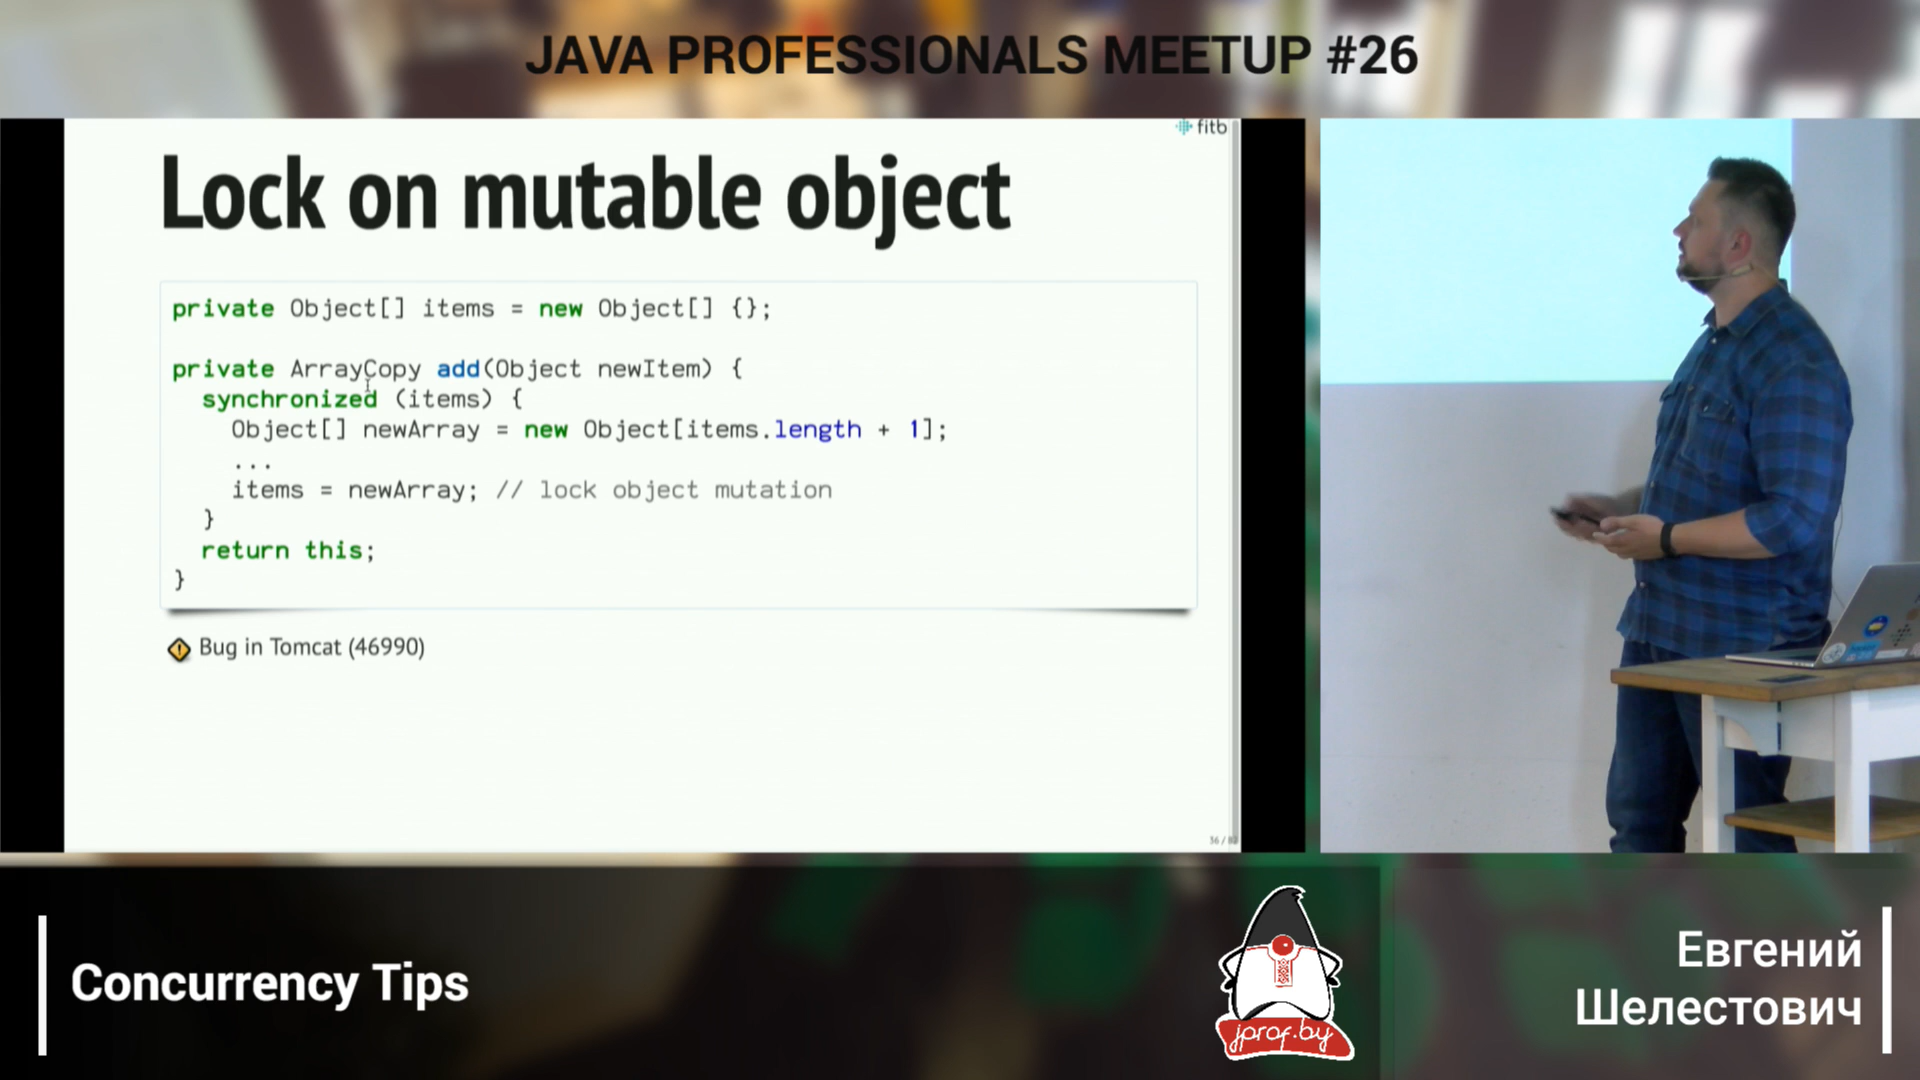 JAVA PROFESSIONALS MEETUP #26
fitb
Lock on mutable object
private Object[] items = new Object[] {};
private ArrayCopy add(Object newItem) {
synchronized (items) {
Object[] newArray = new Object[items.length + 1];
...
items = newArray; // lock object mutation
}
return this;
}
Bug in Tomcat (46990)
Concurrency Tips
jprof.by
Евгений
Шелестович